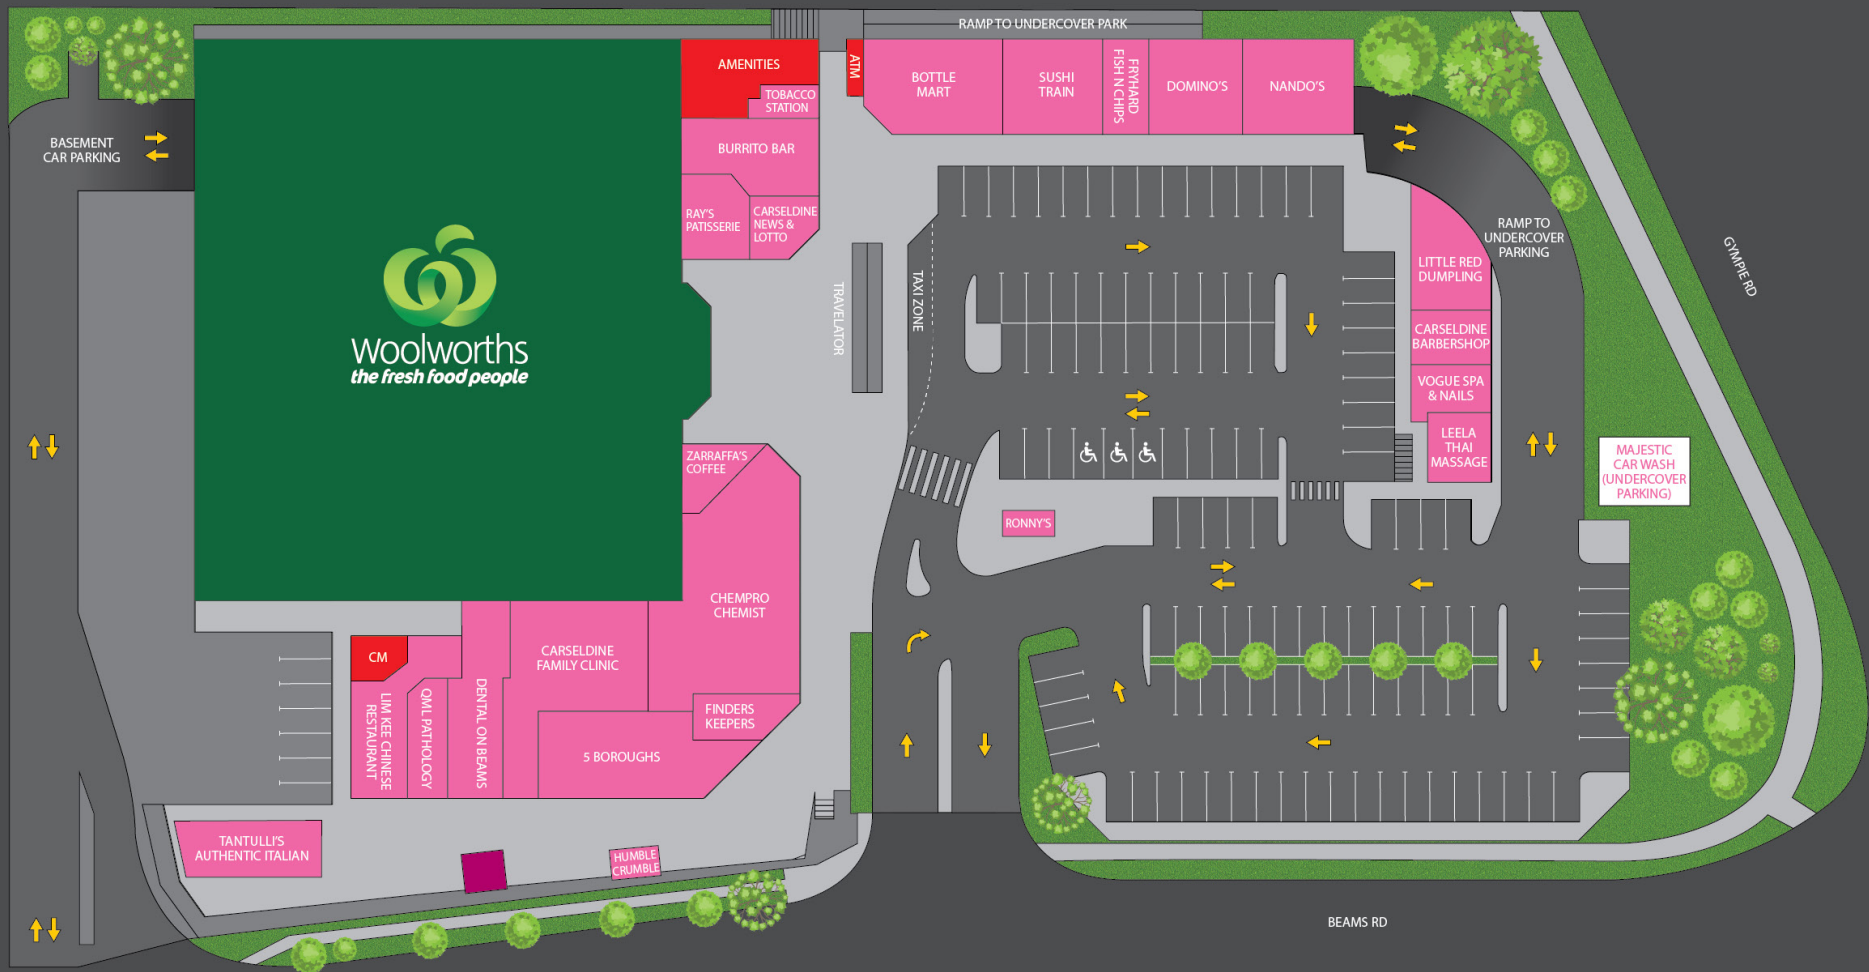 RAMP TO UNDERCOVER PARK
AMENITIES
TOBACCO
STATION
ATM
BOTTLE
MART
SUSHI
TRAIN
FRYHARD
FISH N CHIPS
DOMINO'S
NANDO'S
BASEMENT
CAR PARKING
BURRITO BAR
RAY'S
PATISSERIE
CARSELDINE
NEWS &
LOTTO
RAMP TO
UNDERCOVER
PARKING
GYMPIE RD
Woolworths
the fresh food people
TRAVELATOR
TAXI ZONE
LITTLE RED
DUMPLING
CARSELDINE
BARBERSHOP
VOGUE SPA
& NAILS
LEELA
THAI
MASSAGE
MAJESTIC
CAR WASH
(UNDERCOVER
PARKING)
ZARRAFFA'S
COFFEE
RONNY'S
CHEMPRO
CHEMIST
CM
CARSELDINE
FAMILY CLINIC
LIM KEE CHINESE
RESTAURANT
QML PATHOLOGY
DENTAL ON BEAMS
FINDERS
KEEPERS
5 BOROUGHS
TANTULLI'S
AUTHENTIC ITALIAN
HUMBLE
CRUMBLE
BEAMS RD